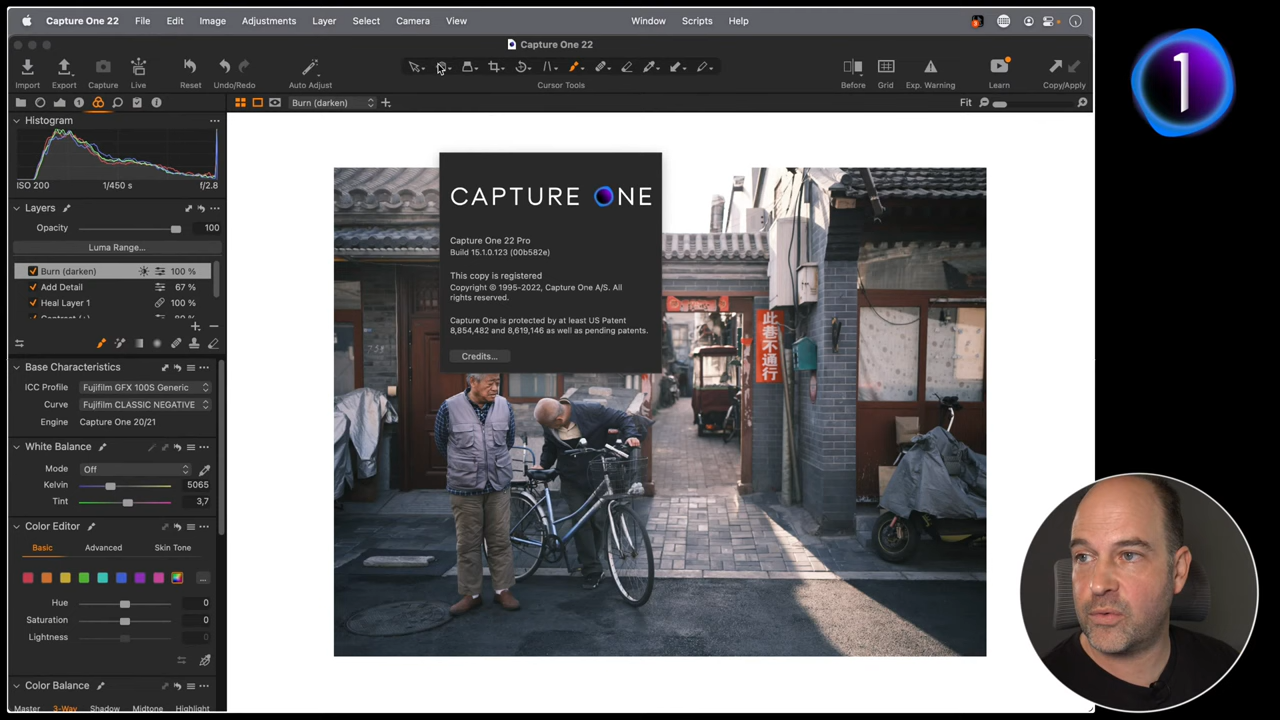 Capture One 22 File Edit Image Adjustments Layer Select Camera View Window Scripts Help
Capture One 22
Import Export Capture Live Reset Undo/Redo Auto Adjust Cursor Tools Before Grid Exp. Warning Learn Copy/Apply
Burn (darken) Fit
Histogram
ISO 200 1/450 s f/2.8
Layers
Opacity 100
Luma Range...
Burn (darken) 100 %
Add Detail 67 %
Heal Layer 1 100 %
Base Characteristics
ICC Profile Fujifilm GFX 100S Generic
Curve Fujifilm CLASSIC NEGATIVE
Engine Capture One 20/21
White Balance
Mode Off
Kelvin 5065
Tint 3,7
Color Editor
Basic Advanced Skin Tone
Hue 0
Saturation 0
Lightness 0
Color Balance
Master 3-Way Shadow Midtone Highlight
CAPTURE ONE
Capture One 22 Pro
Build 15.1.0.123 (00b582e)
This copy is registered
Copyright © 1995-2022, Capture One A/S. All
rights reserved.
Capture One is protected by at least US Patent
8,854,482 and 8,619,146 as well as pending patents.
Credits...
此巷不通行
1